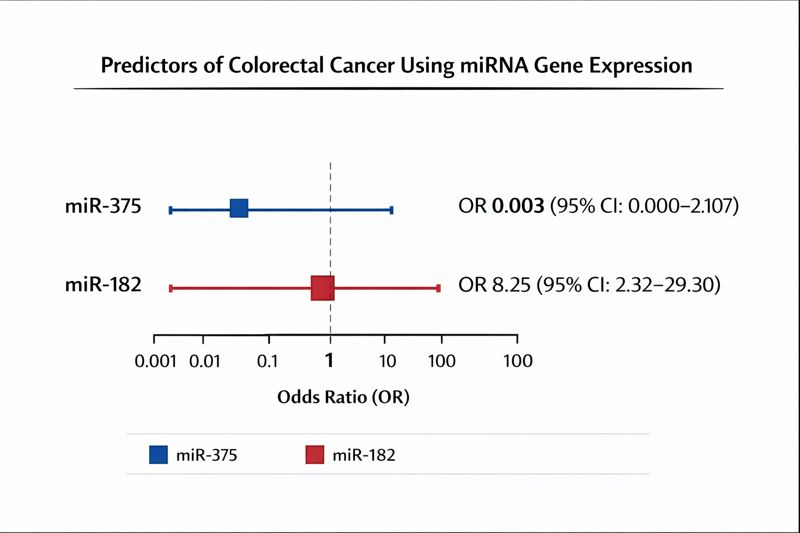 Predictors of Colorectal Cancer Using miRNA Gene Expression
miR-375 OR 0.003 (95% CI: 0.000–2.107)
miR-182 OR 8.25 (95% CI: 2.32–29.30)
0.001 0.01 0.1 1 10 100 100
Odds Ratio (OR)
miR-375 miR-182